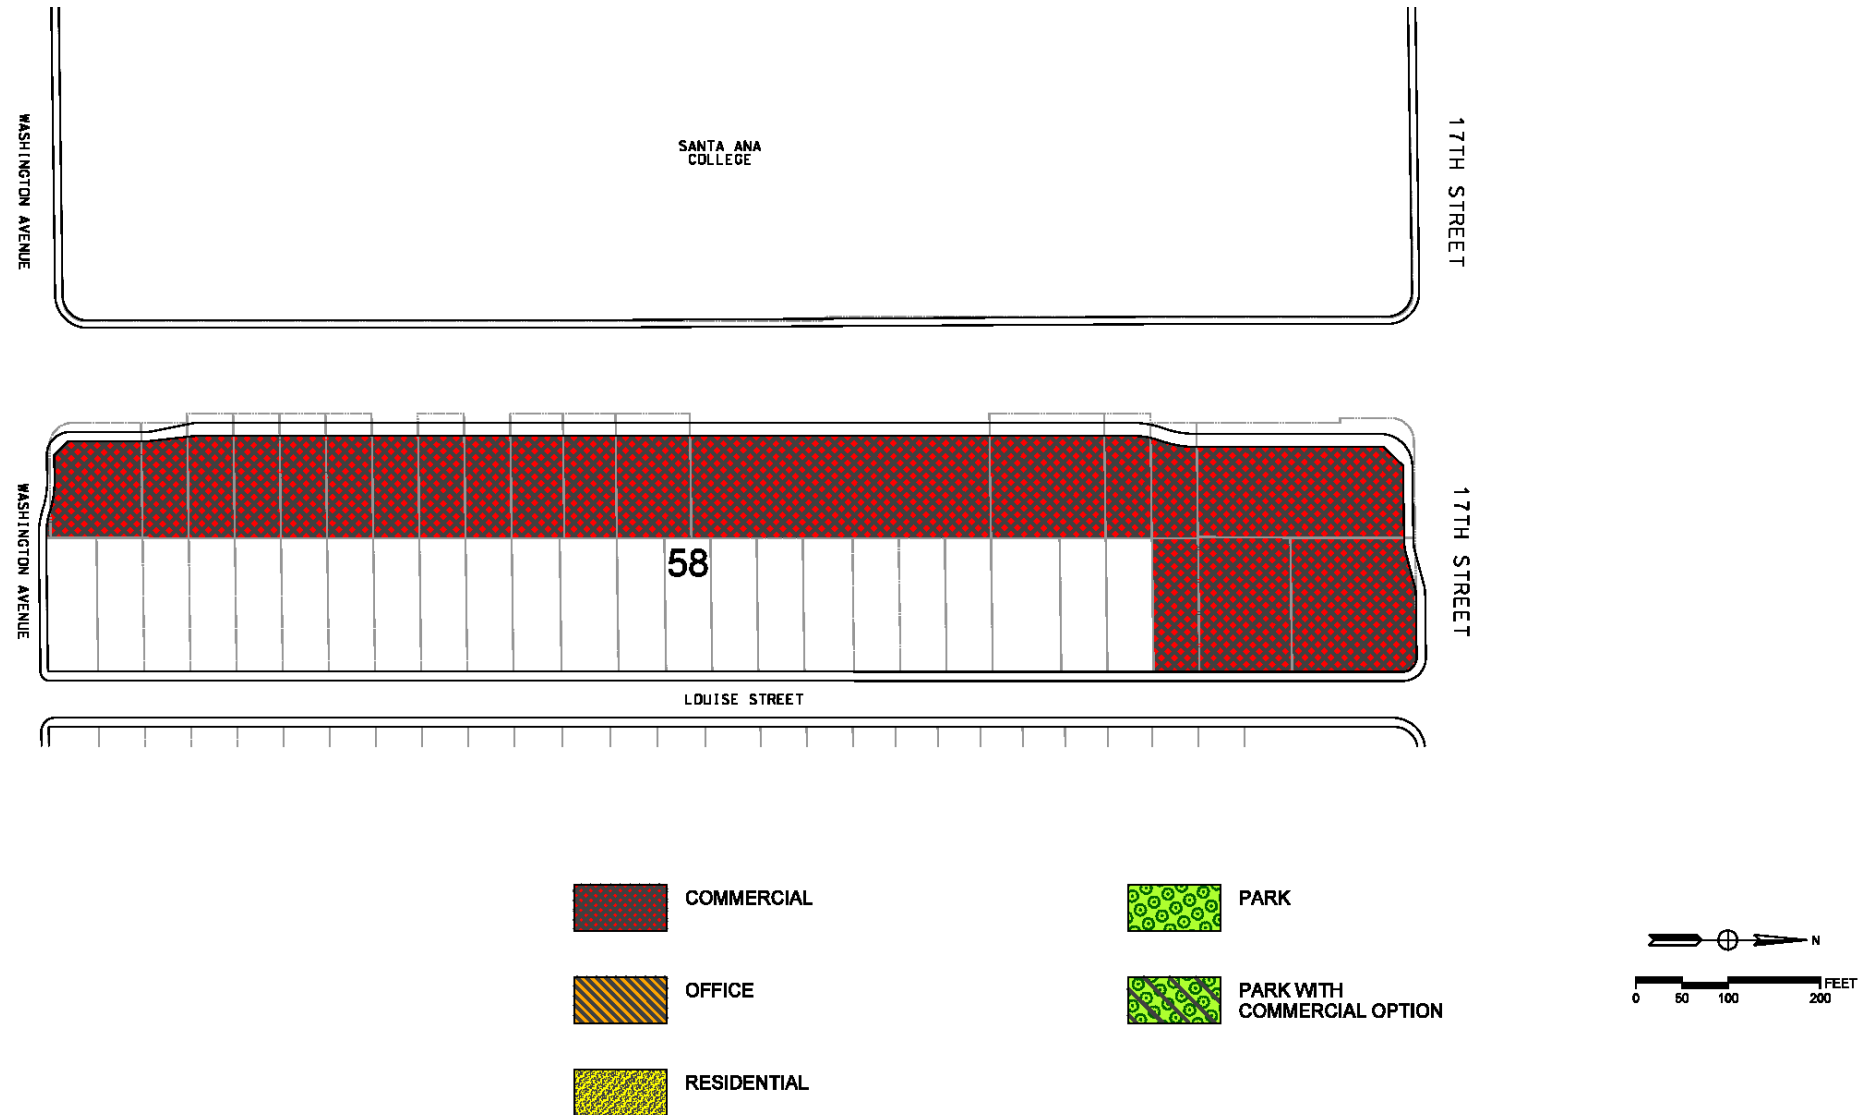 WASHINGTON AVENUE
SANTA ANA
COLLEGE
17TH STREET
WASHINGTON AVENUE
58
17TH STREET
LOUISE STREET
COMMERCIAL
PARK
OFFICE
PARK WITH
COMMERCIAL OPTION
RESIDENTIAL
N
FEET
0 50 100 200